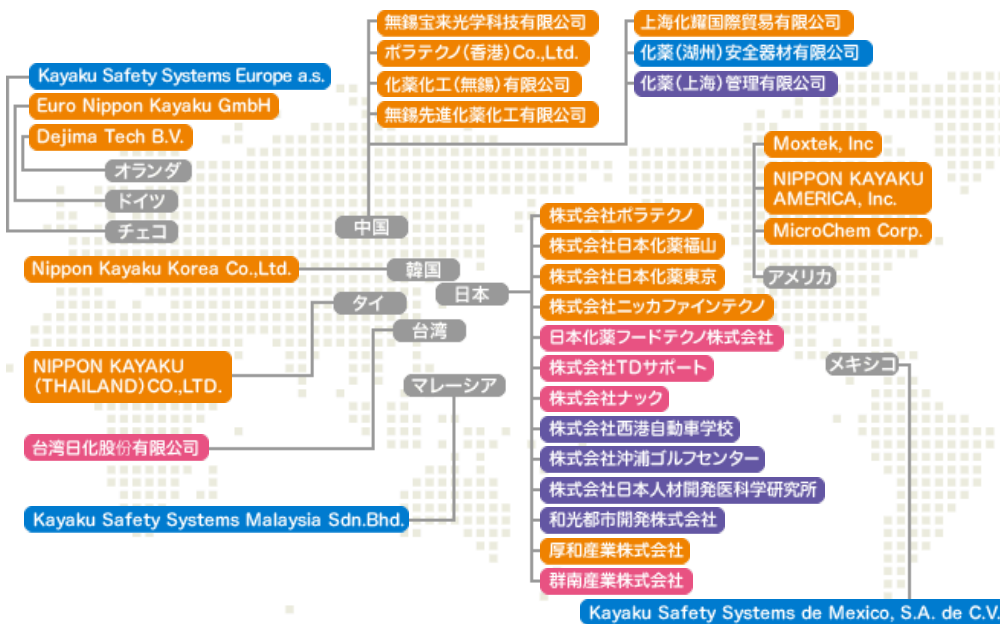 無錫宝来光学科技有限公司
ポラテクノ(香港)Co.,Ltd.
化薬化工(無錫)有限公司
無錫先進化薬化工有限公司
上海化耀国際貿易有限公司
化薬(湖州)安全器材有限公司
化薬(上海)管理有限公司
Kayaku Safety Systems Europe a.s.
Euro Nippon Kayaku GmbH
Dejima Tech B.V.
オランダ
ドイツ
チェコ
中国
Moxtek, Inc
NIPPON KAYAKU
AMERICA, Inc.
MicroChem Corp.
アメリカ
Nippon Kayaku Korea Co.,Ltd.
韓国
日本
タイ
台湾
NIPPON KAYAKU
(THAILAND)CO.,LTD.
マレーシア
台湾日化股份有限公司
Kayaku Safety Systems Malaysia Sdn.Bhd.
株式会社ポラテクノ
株式会社日本化薬福山
株式会社日本化薬東京
株式会社ニッカファインテクノ
日本化薬フードテクノ株式会社
株式会社TDサポート
株式会社ナック
株式会社西港自動車学校
株式会社沖浦ゴルフセンター
株式会社日本人材開発医科学研究所
和光都市開発株式会社
厚和産業株式会社
群南産業株式会社
メキシコ
Kayaku Safety Systems de Mexico, S.A. de C.V.